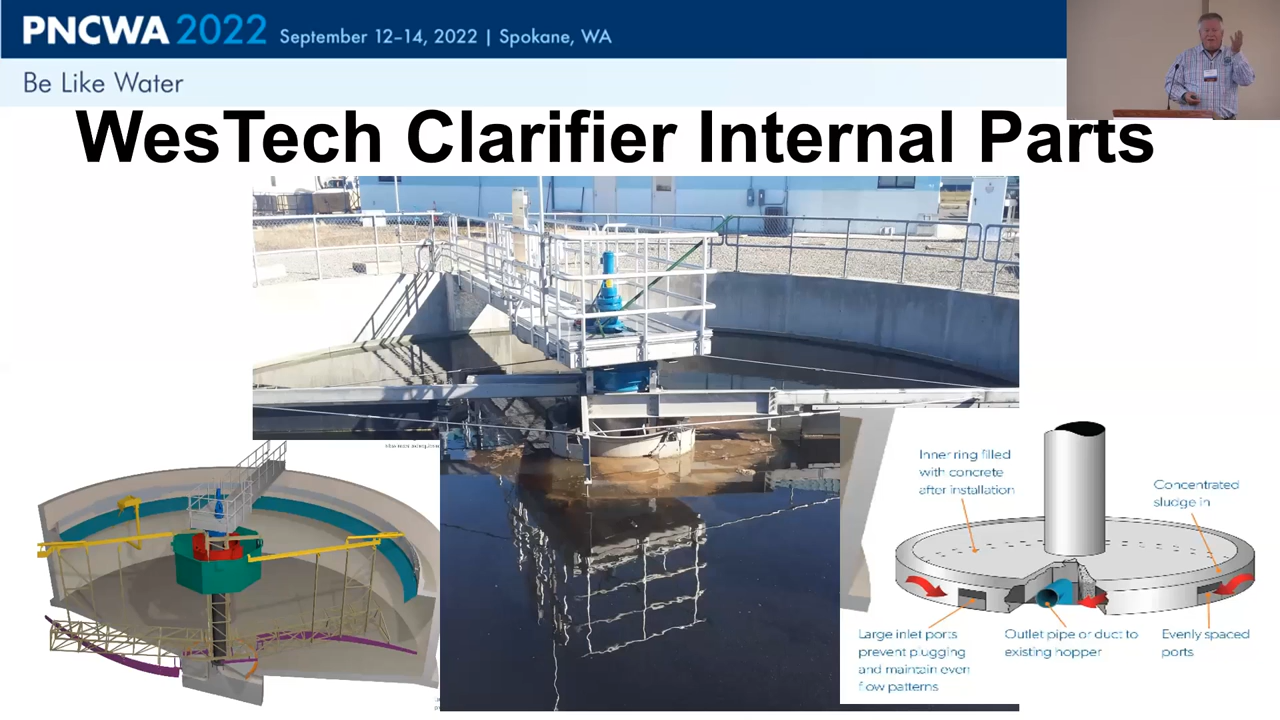 PNCWA 2022 September 12–14, 2022 | Spokane, WA
Be Like Water
WesTech Clarifier Internal Parts
Inner ring filled
with concrete
after installation
Concentrated
sludge in
Large inlet ports
prevent plugging
and maintain even
flow patterns
Outlet pipe or duct to
existing hopper
Evenly spaced
ports